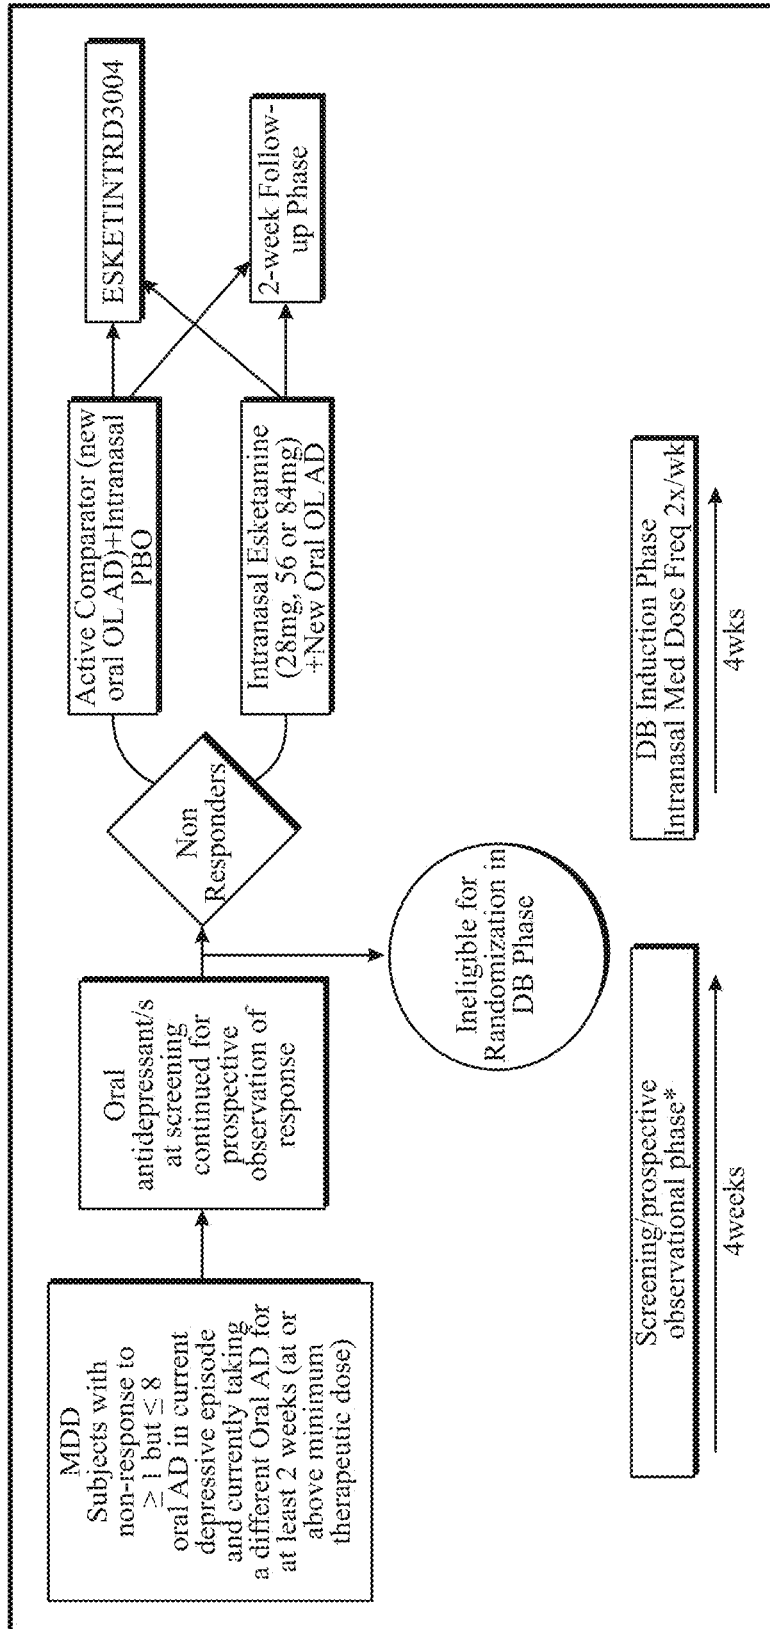 MDD
Subjects with
non-response to
≥ 1 but ≤ 8
oral AD in current
depressive episode
and currently taking
a different Oral AD for
at least 2 weeks (at or
above minimum
therapeutic dose)
Oral
antidepressant/s
at screening
continued for
prospective
observation of
response
Non
Responders
Ineligible for
Randomization in
DB Phase
Active Comparator (new
oral OL AD)+Intranasal
PBO
Intranasal Esketamine
(28mg, 56 or 84mg)
+New Oral OL AD
ESKETINTRD3004
2-week Follow-
up Phase
Screening/prospective
observational phase*
4weeks
DB Induction Phase
Intranasal Med Dose Freq 2x/wk
4wks